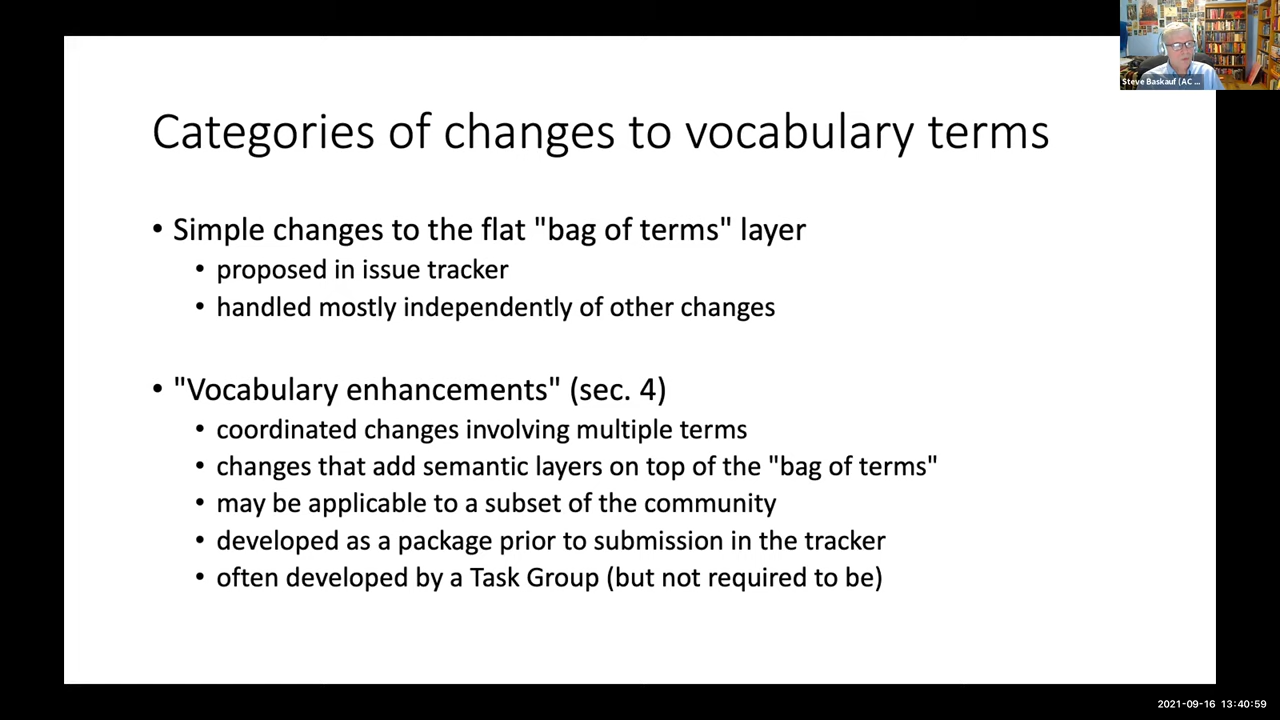 Steve Baskauf (AC ...
Categories of changes to vocabulary terms
• Simple changes to the flat "bag of terms" layer
• proposed in issue tracker
• handled mostly independently of other changes
• "Vocabulary enhancements" (sec. 4)
• coordinated changes involving multiple terms
• changes that add semantic layers on top of the "bag of terms"
• may be applicable to a subset of the community
• developed as a package prior to submission in the tracker
• often developed by a Task Group (but not required to be)
2021-09-16 13:40:59